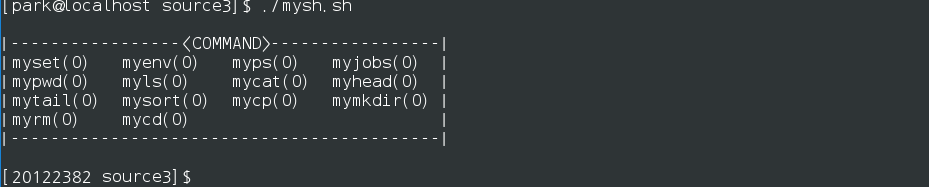 [park@localhost source3]$ ./mysh.sh
|-----------------<COMMAND>-----------------|
|myset(0)   myenv(0)   myps(0)   myjobs(0)  |
|mypwd(0)   myls(0)    mycat(0)  myhead(0)  |
|mytail(0)  mysort(0)  mycp(0)   mymkdir(0) |
|myrm(0)    mycd(0)                         |
|-------------------------------------------|
[20122382 source3]$